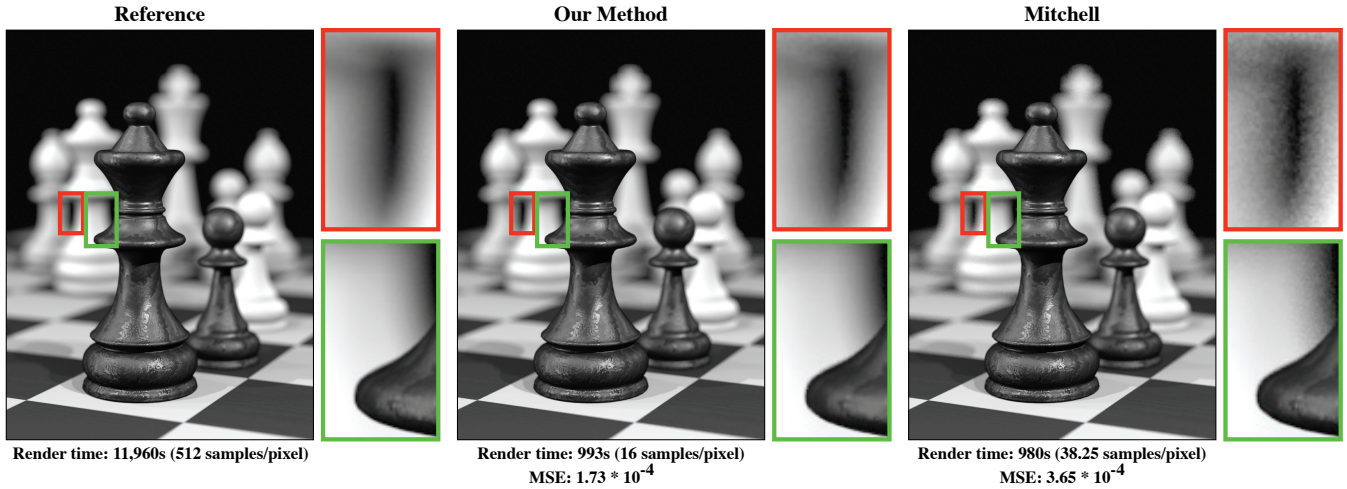 Reference
Our Method
Mitchell
Render time: 11,960s (512 samples/pixel)
Render time: 993s (16 samples/pixel)
MSE: 1.73 * 10^-4
Render time: 980s (38.25 samples/pixel)
MSE: 3.65 * 10^-4